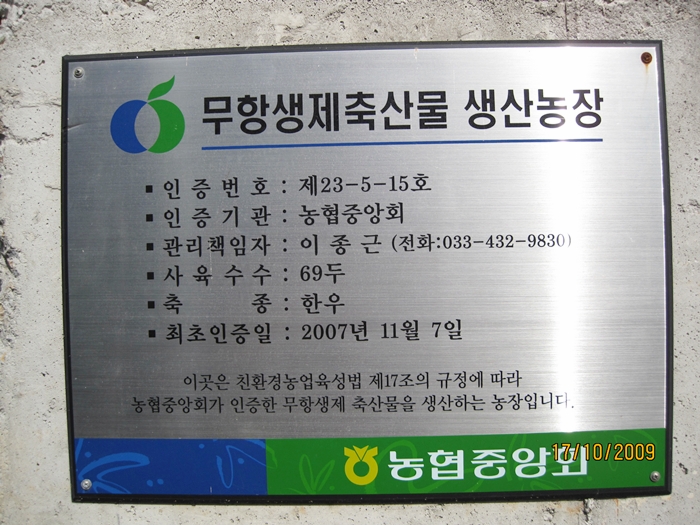 무항생제축산물 생산농장
▪ 인 증 번 호 : 제23-5-15호
▪ 인 증 기 관 : 농협중앙회
▪ 관리책임자 : 이 종 근 (전화:033-432-9830)
▪ 사 육 수 수 : 69두
▪ 축 종 : 한우
▪ 최초인증일 : 2007년 11월 7일
이곳은 친환경농업육성법 제17조의 규정에 따라
농협중앙회가 인증한 무항생제 축산물을 생산하는 농장입니다.
농협중앙회
17/10/2009